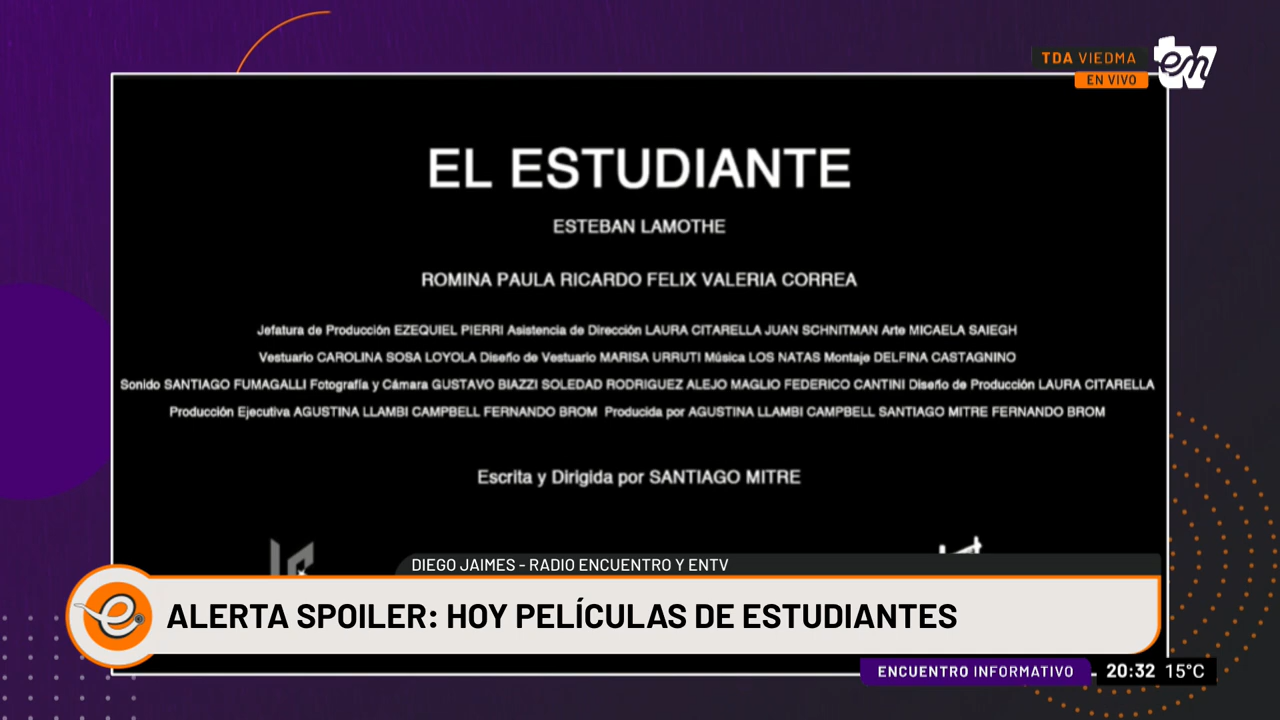 TDA VIEDMA
EN VIVO
em
EL ESTUDIANTE
ESTEBAN LAMOTHE
ROMINA PAULA RICARDO FELIX VALERIA CORREA
Jefatura de Producción EZEQUIEL PIERRI Asistencia de Dirección LAURA CITARELLA JUAN SCHNITMAN Arte MICAELA SAIEGH
Vestuario CAROLINA SOSA LOYOLA Diseño de Vestuario MARISA URRUTI Música LOS NATAS Montaje DELFINA CASTAGNINO
Sonido SANTIAGO FUMAGALLI Fotografía y Cámara GUSTAVO BIAZZI SOLEDAD RODRIGUEZ ALEJO MAGLIO FEDERICO CANTINI Diseño de Producción LAURA CITARELLA
Producción Ejecutiva AGUSTINA LLAMBI CAMPBELL FERNANDO BROM Producida por AGUSTINA LLAMBI CAMPBELL SANTIAGO MITRE FERNANDO BROM
Escrita y Dirigida por SANTIAGO MITRE
DIEGO JAIMES - RADIO ENCUENTRO Y ENTV
e ALERTA SPOILER: HOY PELÍCULAS DE ESTUDIANTES
ENCUENTRO INFORMATIVO 20:32 15°C